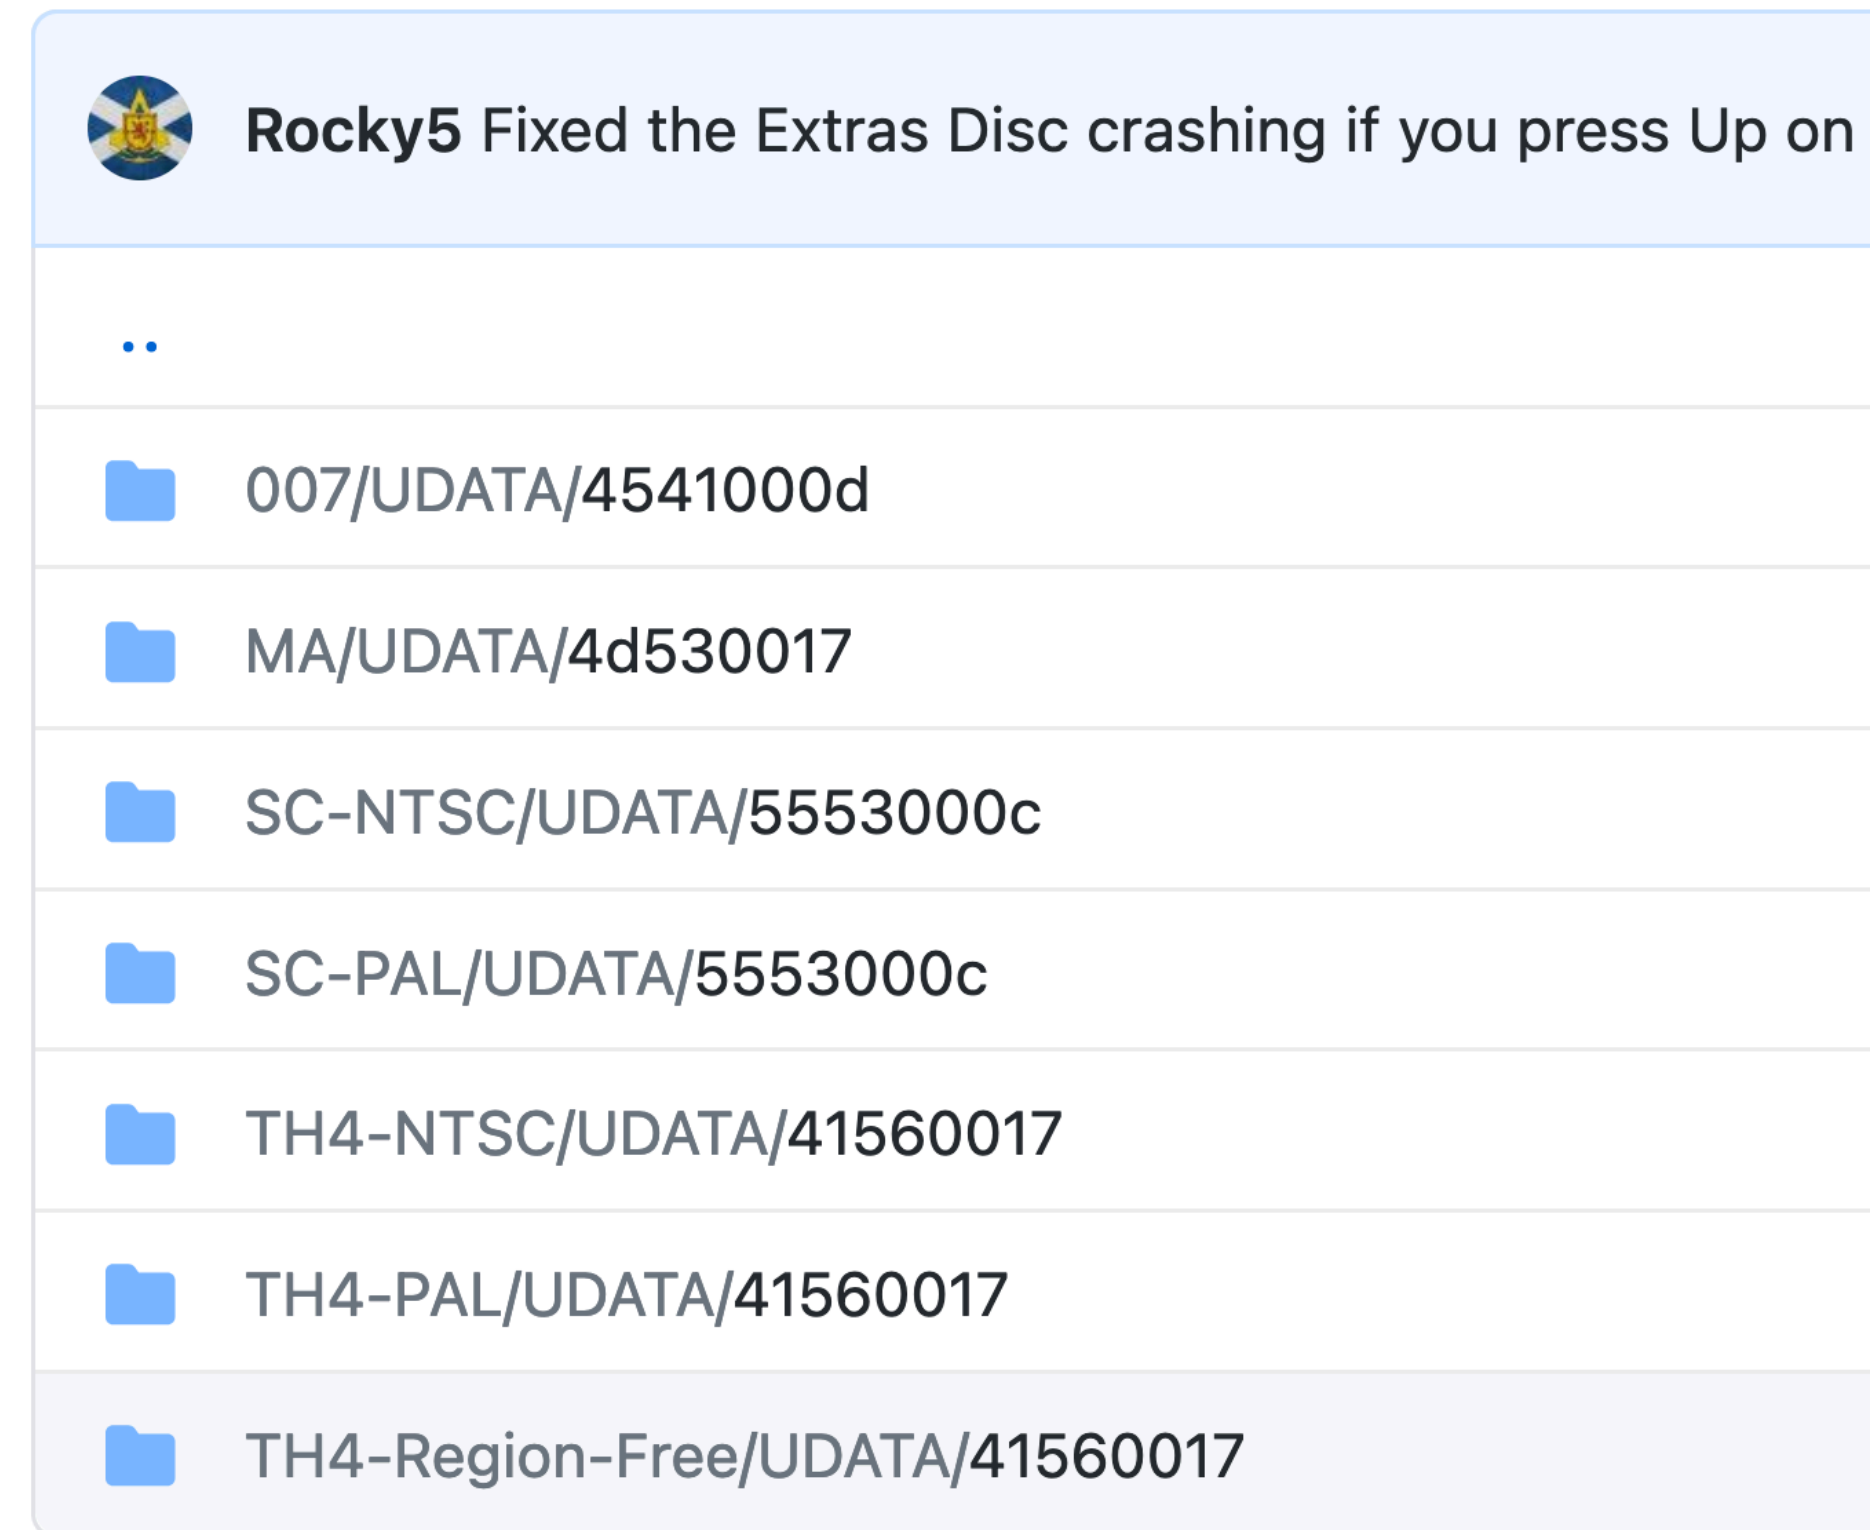 Rocky5 Fixed the Extras Disc crashing if you press Up on
..
007/UDATA/4541000d
MA/UDATA/4d530017
SC-NTSC/UDATA/5553000c
SC-PAL/UDATA/5553000c
TH4-NTSC/UDATA/41560017
TH4-PAL/UDATA/41560017
TH4-Region-Free/UDATA/41560017